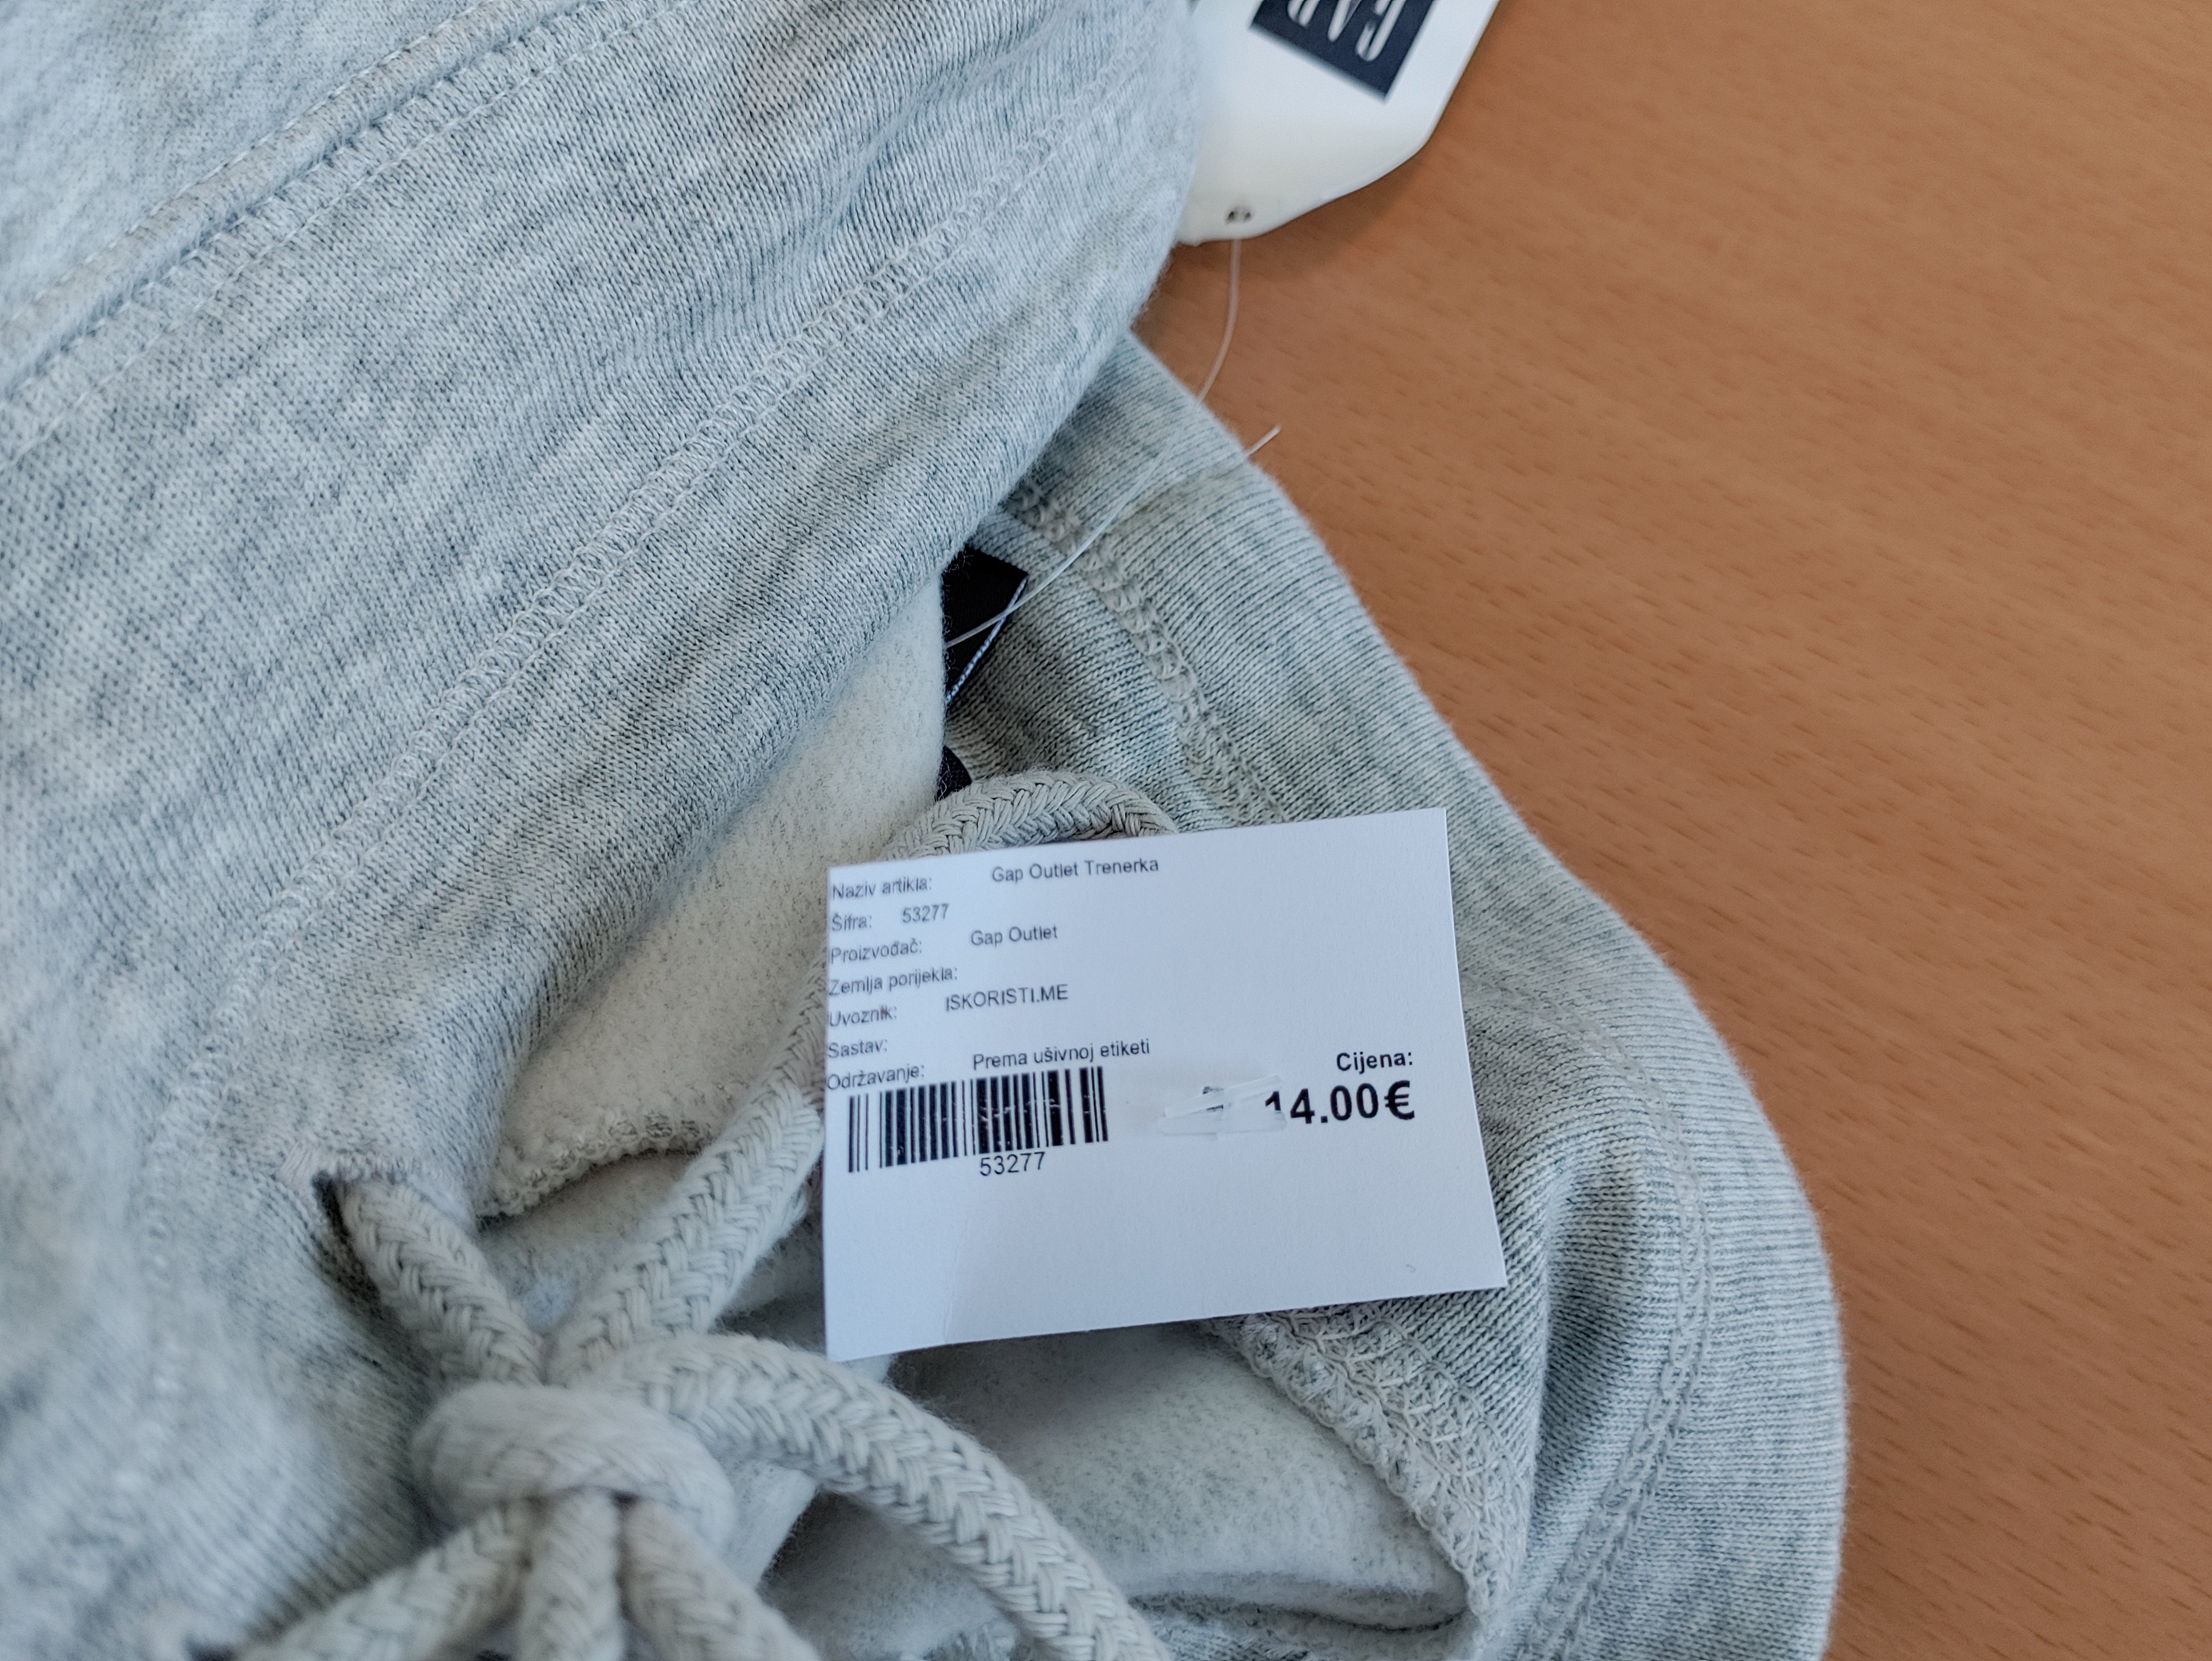 GAP
Naziv artikla: Gap Outlet Trenerka
Šifra: 53277
Proizvođač: Gap Outlet
Zemlja porijekla:
Uvoznik: ISKORISTI.ME
Sastav:
Održavanje: Prema ušivnoj etiketi
Cijena:
14.00€
53277